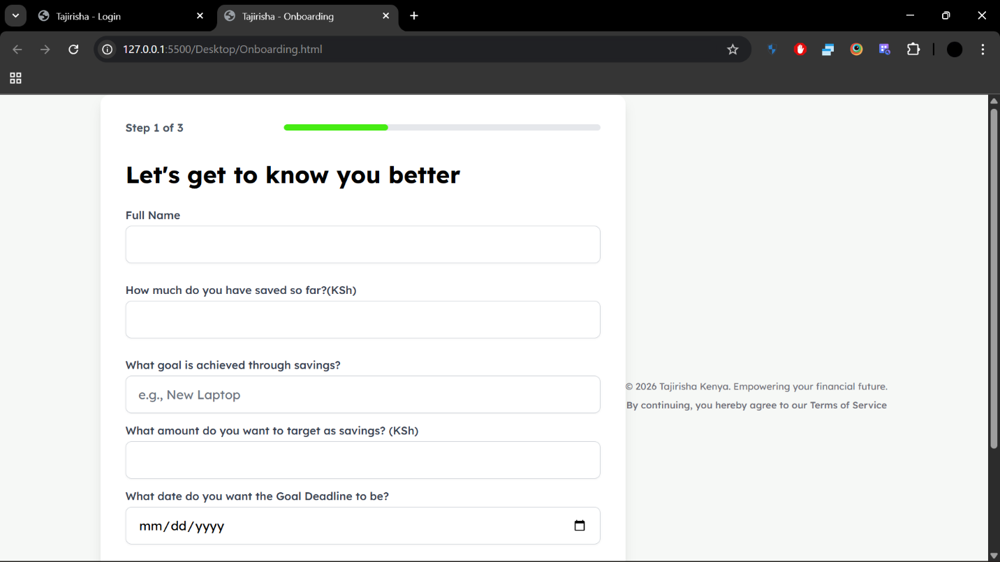 Tajirisha - Login
Tajirisha - Onboarding
127.0.0.1:5500/Desktop/Onboarding.html
Step 1 of 3
Let's get to know you better
Full Name
How much do you have saved so far?(KSh)
What goal is achieved through savings?
e.g., New Laptop
What amount do you want to target as savings? (KSh)
What date do you want the Goal Deadline to be?
mm/dd/yyyy
© 2026 Tajirisha Kenya. Empowering your financial future.
By continuing, you hereby agree to our Terms of Service